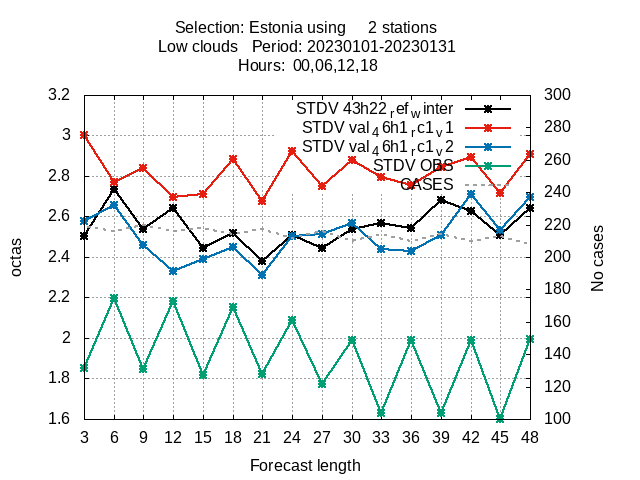 Selection: Estonia using 2 stations
Low clouds Period: 20230101-20230131
Hours: 00,06,12,18
octas
No cases
3.2
3
2.8
2.6
2.4
2.2
2
1.8
1.6
300
280
260
240
220
200
180
160
140
120
100
STDV 43h22refwinter
STDV val46h1rc1v1
STDV val46h1rc1v2
STDV OBS
CASES
3 6 9 12 15 18 21 24 27 30 33 36 39 42 45 48
Forecast length